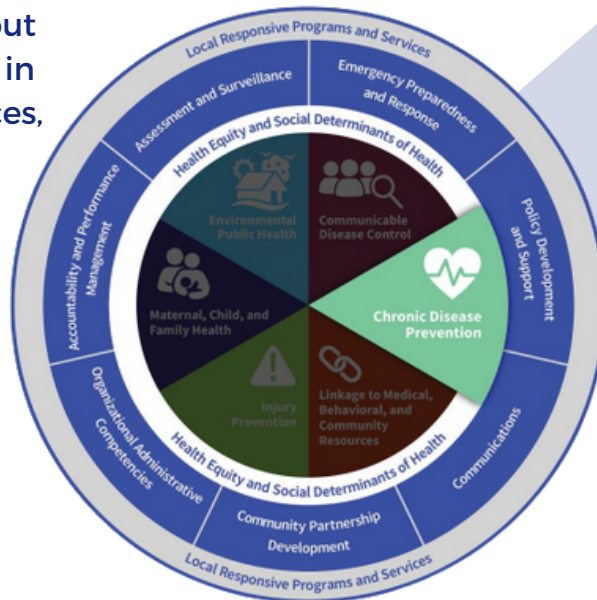 out
in
ces,
Local Responsive Programs and Services
Assessment and Surveillance
Emergency Preparedness
and Response
Health Equity and Social Determinants of Health
Accountability and Performance
Management
Policy Development
and Support
Environmental
Public Health
Communicable
Disease Control
Maternal, Child, and
Family Health
Chronic Disease
Prevention
Injury
Prevention
Linkage to Medical,
Behavioral, and
Community
Resources
Organizational Administrative
Competencies
Health Equity and Social Determinants of Health
Communications
Community Partnership
Development
Local Responsive Programs and Services